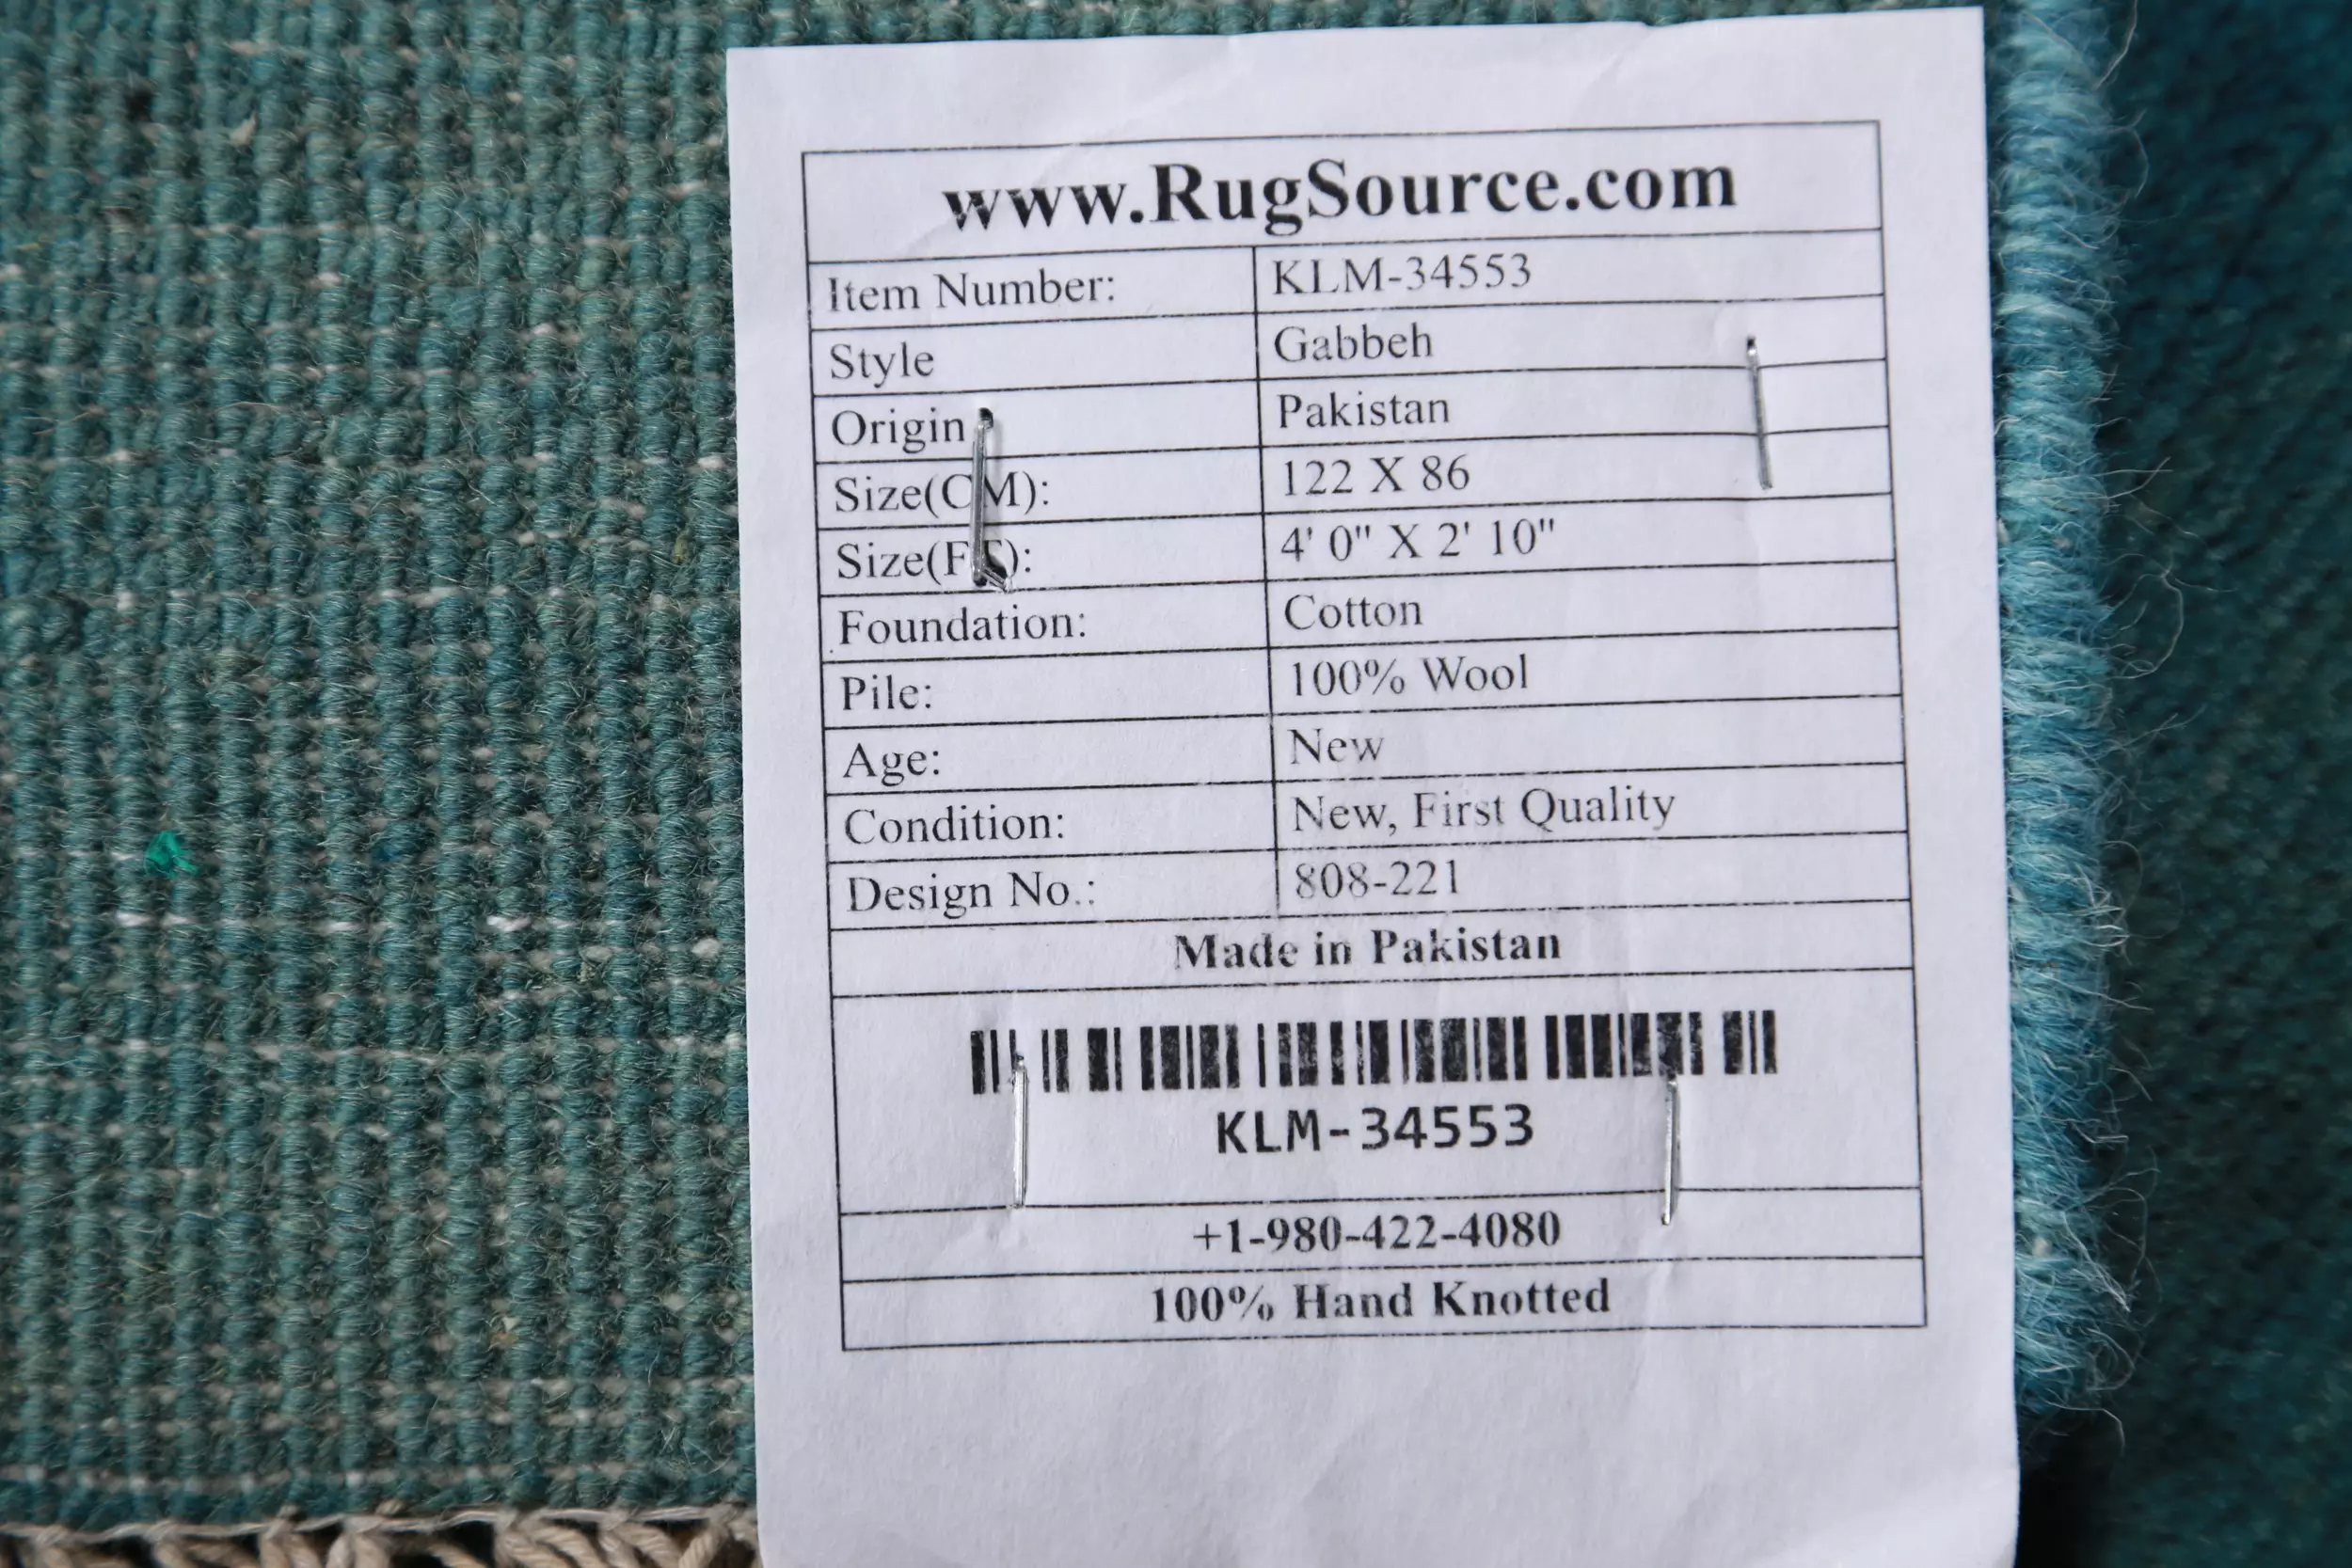 www.RugSource.com
Item Number: KLM-34553
Style Gabbeh
Origin Pakistan
Size(CM): 122 X 86
Size(FT): 4' 0" X 2' 10"
Foundation: Cotton
Pile: 100% Wool
Age: New
Condition: New, First Quality
Design No.: 808-221
Made in Pakistan
KLM-34553
+1-980-422-4080
100% Hand Knotted